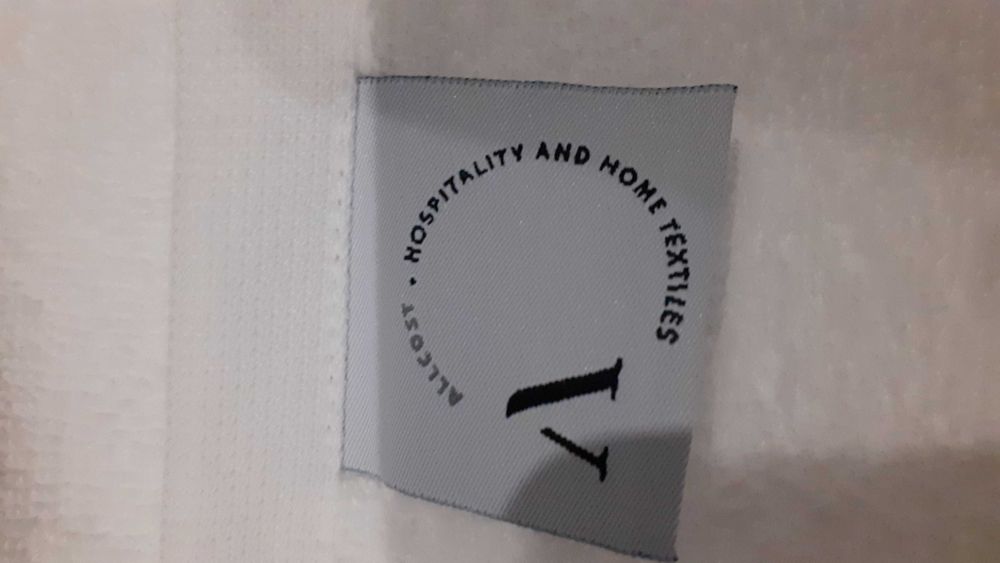 ALLCOST • HOSPITALITY AND HOME TEXTILES
A